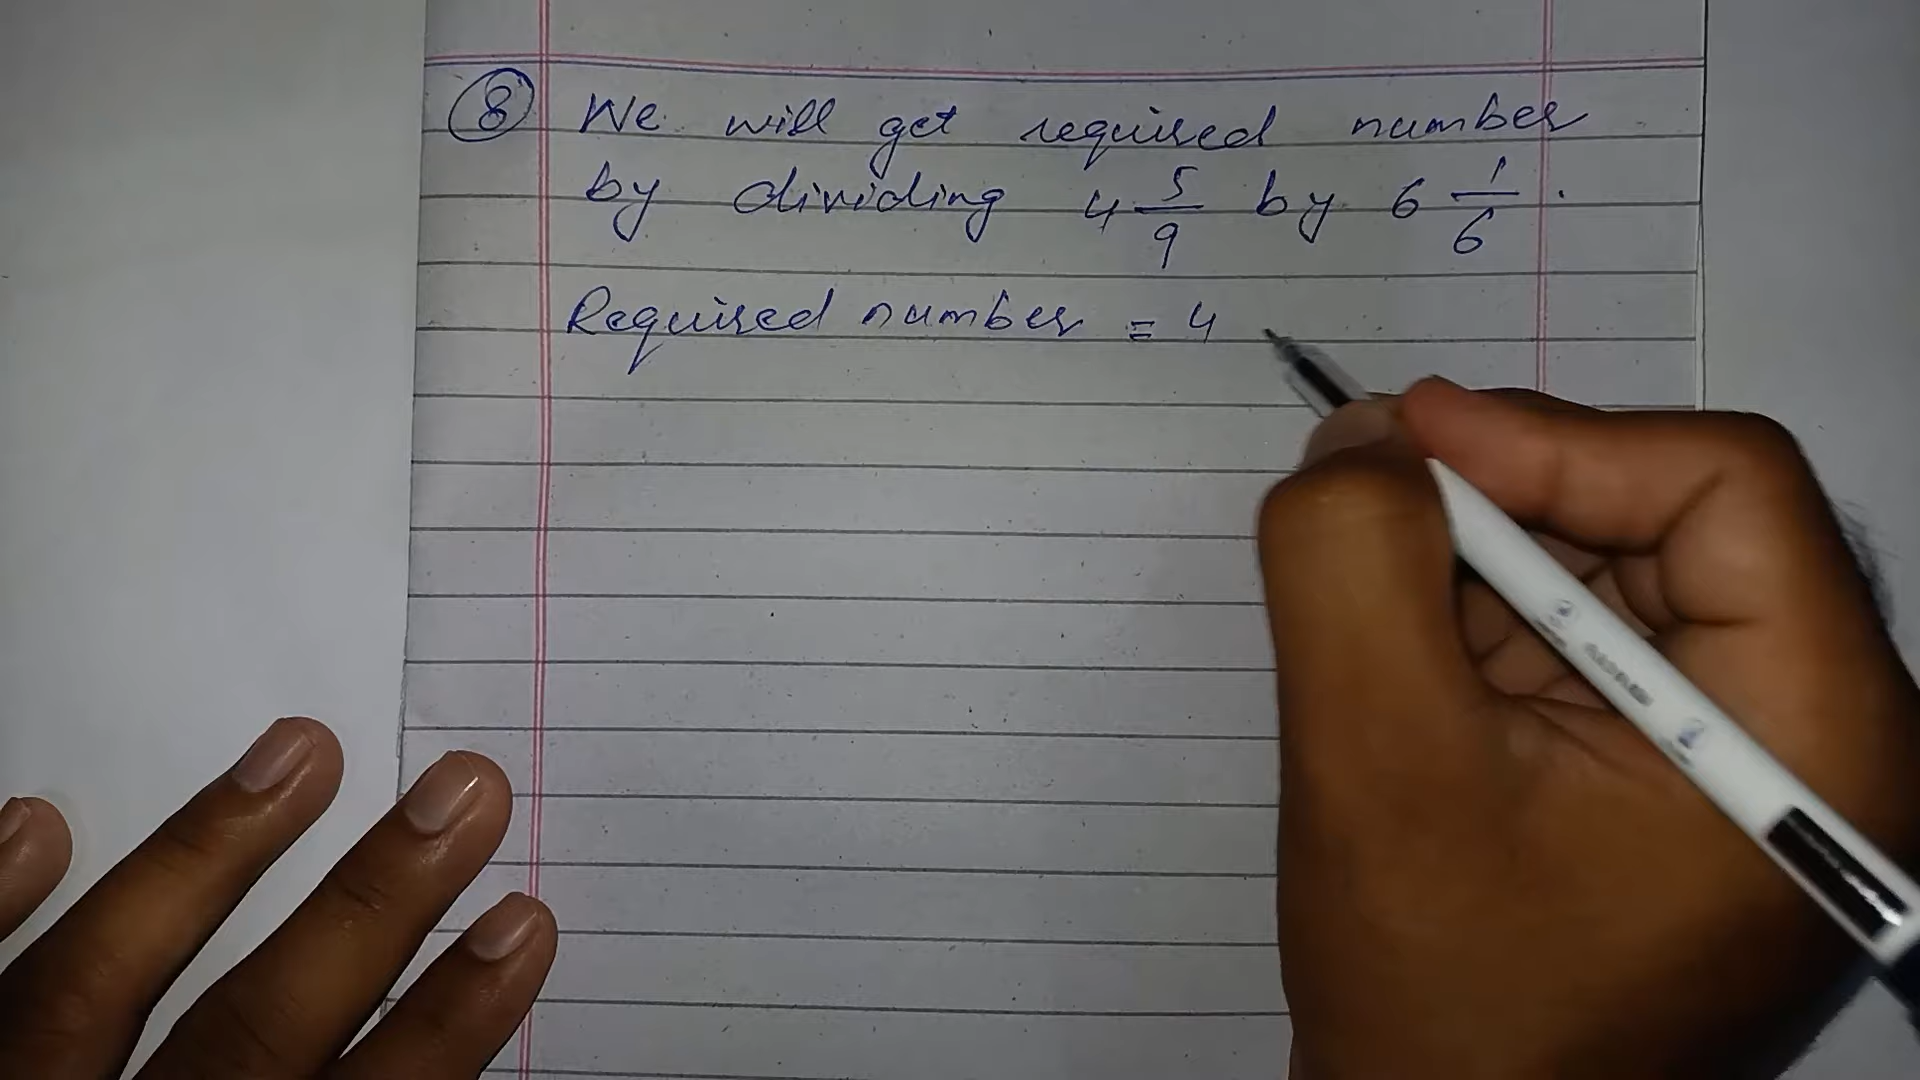 8 We will get required number
by dividing 4 5/9 by 6 1/6.
Required number = 4